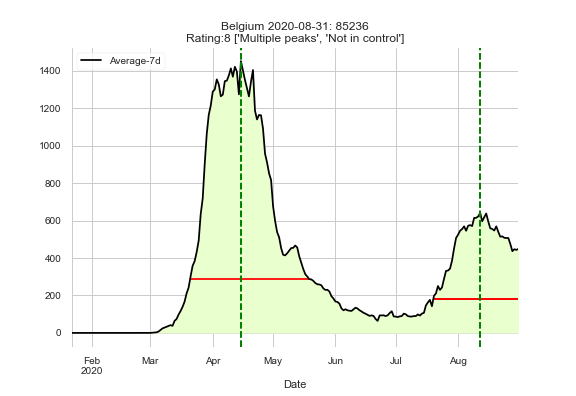 Belgium 2020-08-31: 85236
Rating:8 ['Multiple peaks', 'Not in control']
Average-7d
1400
1200
1000
800
600
400
200
0
Feb Mar Apr May Jun Jul Aug
2020
Date